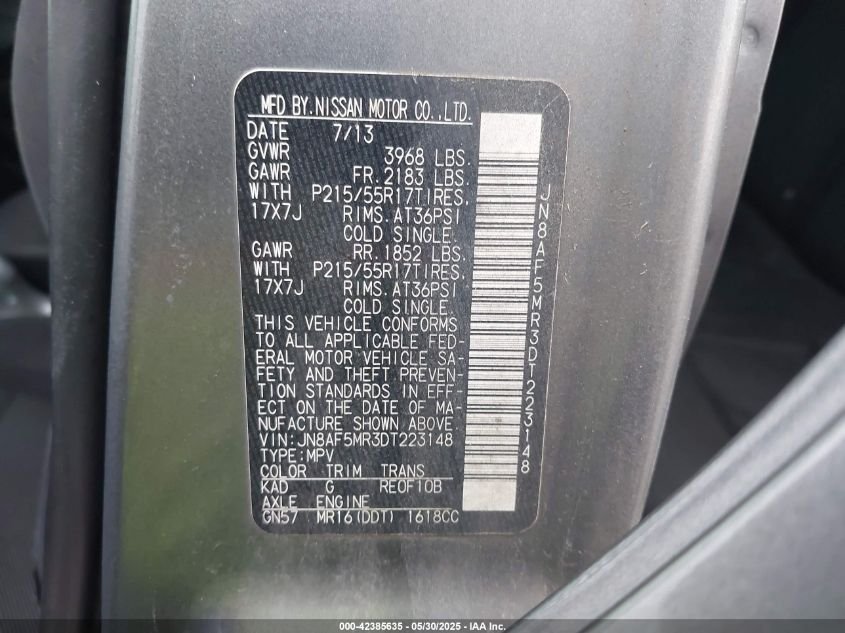 MFD BY.NISSAN MOTOR CO.,LTD.
DATE 7/13
GVWR 3968 LBS.
GAWR FR.2183 LBS.
WITH P215/55R17TIRES,
17X7J RIMS.AT36PSI
COLD SINGLE.
GAWR RR.1852 LBS.
WITH P215/55R17TIRES,
17X7J RIMS.AT36PSI
COLD SINGLE.
THIS VEHICLE CONFORMS
TO ALL APPLICABLE FED-
ERAL MOTOR VEHICLE SA-
FETY AND THEFT PREVEN-
TION STANDARDS IN EFF-
ECT ON THE DATE OF MA-
NUFACTURE SHOWN ABOVE.
VIN:JN8AF5MR3DT223148
TYPE:MPV
COLOR TRIM TRANS
KAD G RE0F10B
AXLE ENGINE
GN57 MR16(DDT) 1618CC
JN8AF5MR3DT223148
000-42385635 - 05/30/2025 - IAA Inc.